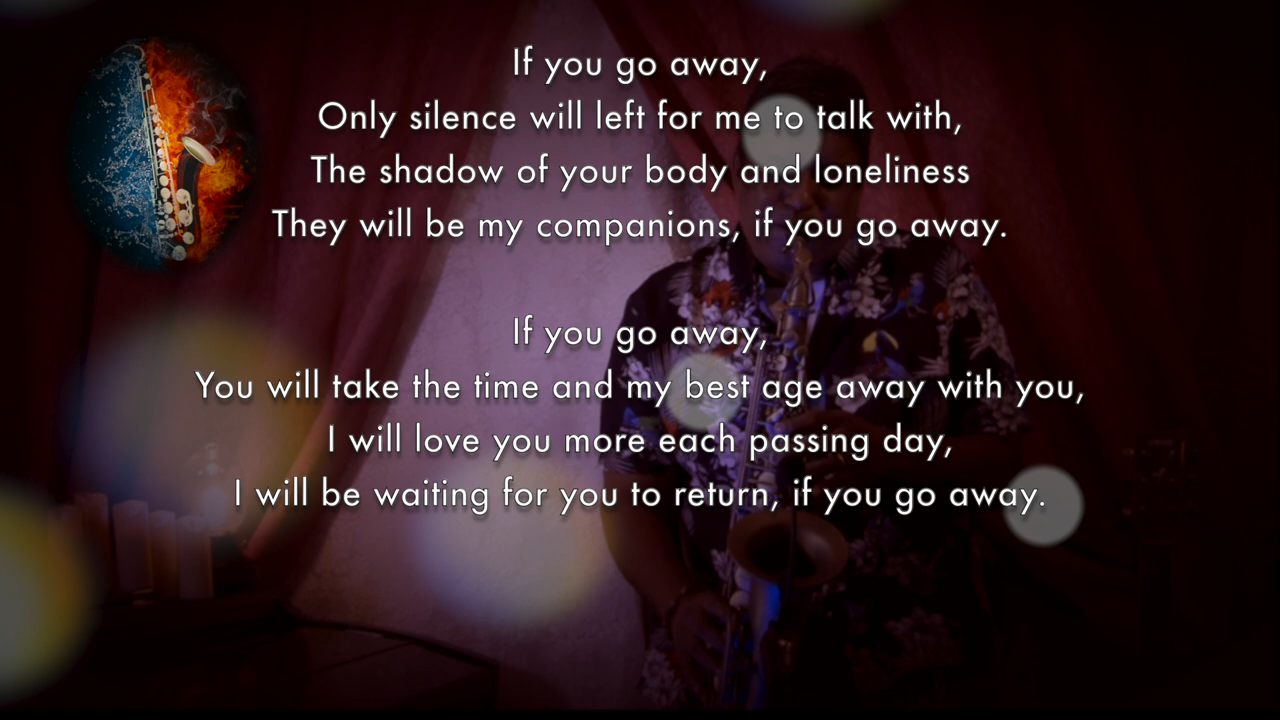 If you go away,
Only silence will left for me to talk with,
The shadow of your body and loneliness
They will be my companions, if you go away.
If you go away,
You will take the time and my best age away with you,
I will love you more each passing day,
I will be waiting for you to return, if you go away.